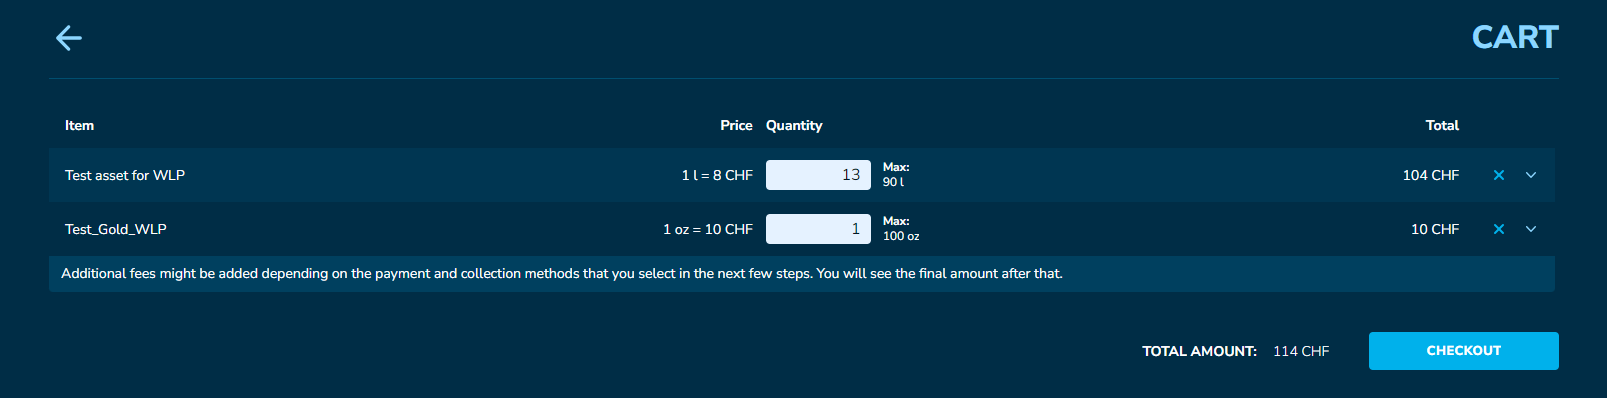 CART
Item Price Quantity Total
Test asset for WLP 1 l = 8 CHF 13 Max: 90 l 104 CHF
Test_Gold_WLP 1 oz = 10 CHF 1 Max: 100 oz 10 CHF
Additional fees might be added depending on the payment and collection methods that you select in the next few steps. You will see the final amount after that.
TOTAL AMOUNT: 114 CHF CHECKOUT